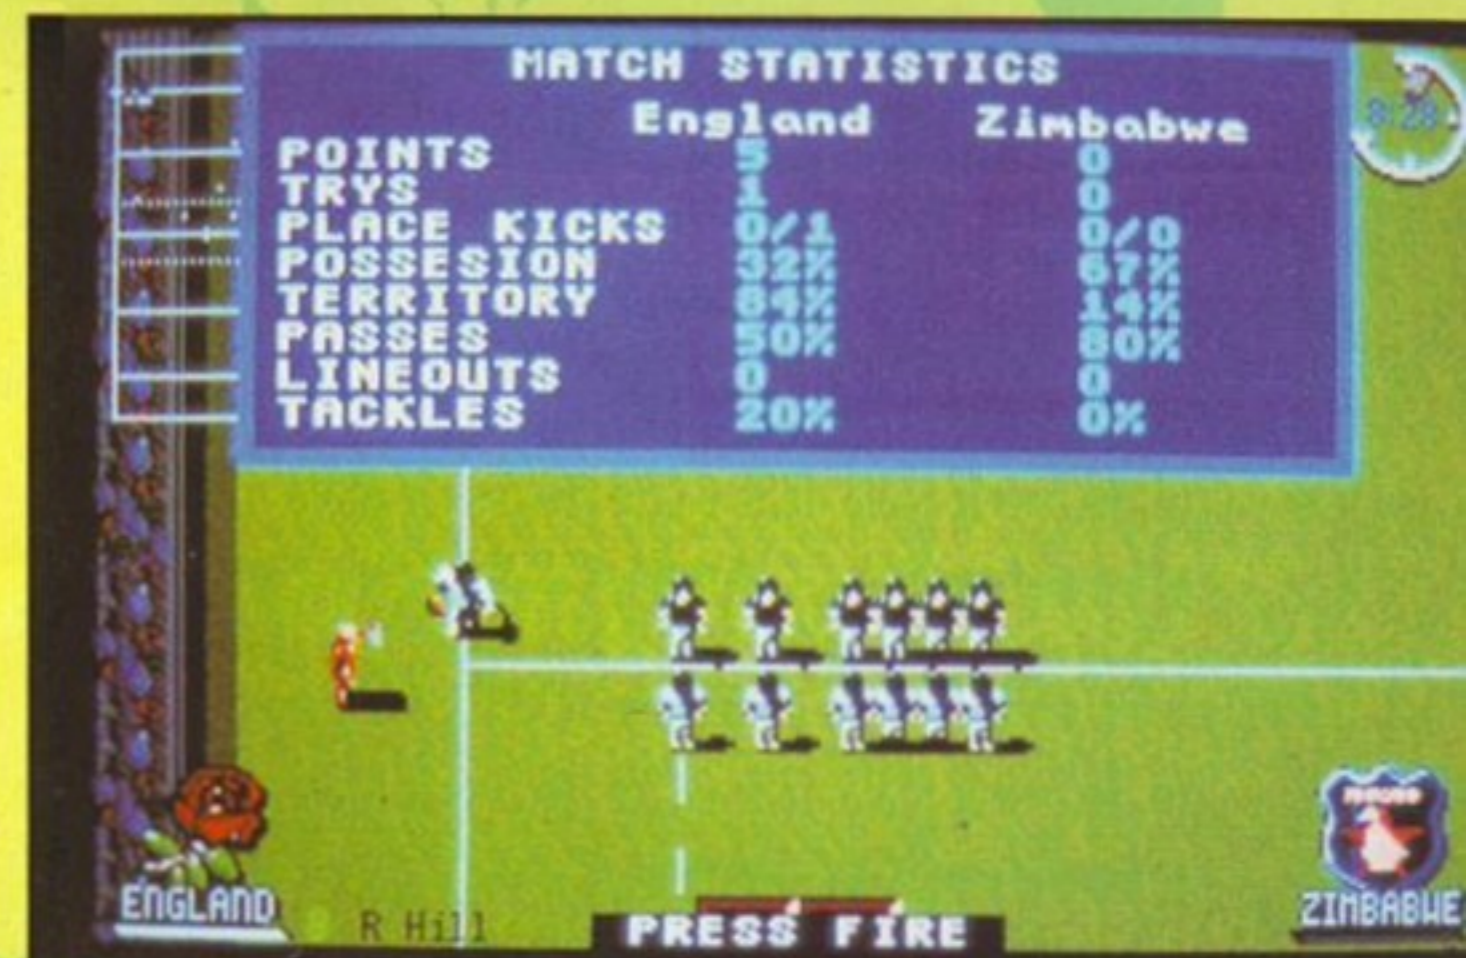 MATCH STATISTICS
England Zimbabwe
POINTS 5 0
TRYS 1 0
PLACE KICKS 0/1 0/0
POSSESION 32% 67%
TERRITORY 84% 14%
PASSES 50% 80%
LINEOUTS 0 0
TACKLES 20% 0%
ENGLAND
R Hill
PRESS FIRE
ZIMBABWE